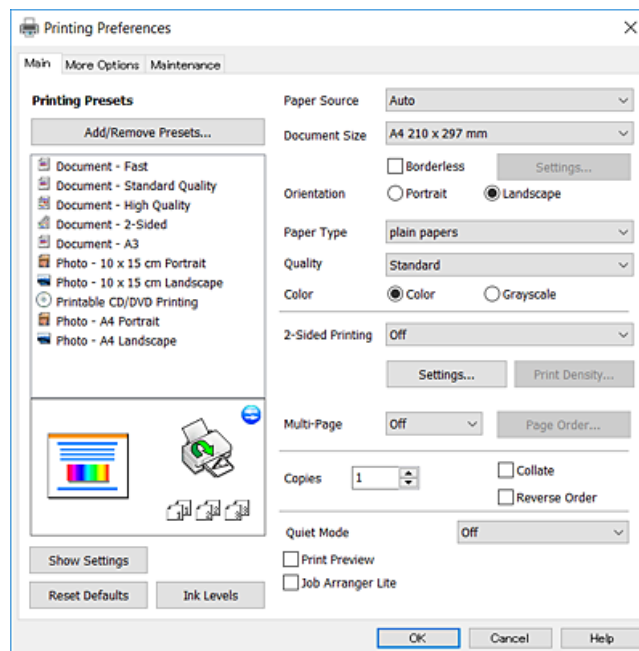 Printing Preferences
Main More Options Maintenance
Printing Presets
Add/Remove Presets...
Document - Fast
Document - Standard Quality
Document - High Quality
Document - 2-Sided
Document - A3
Photo - 10 x 15 cm Portrait
Photo - 10 x 15 cm Landscape
Printable CD/DVD Printing
Photo - A4 Portrait
Photo - A4 Landscape
Show Settings
Reset Defaults Ink Levels
Paper Source Auto
Document Size A4 210 x 297 mm
Borderless Settings...
Orientation Portrait Landscape
Paper Type plain papers
Quality Standard
Color Color Grayscale
2-Sided Printing Off
Settings... Print Density...
Multi-Page Off Page Order...
Copies 1 Collate
Reverse Order
Quiet Mode Off
Print Preview
Job Arranger Lite
OK Cancel Help